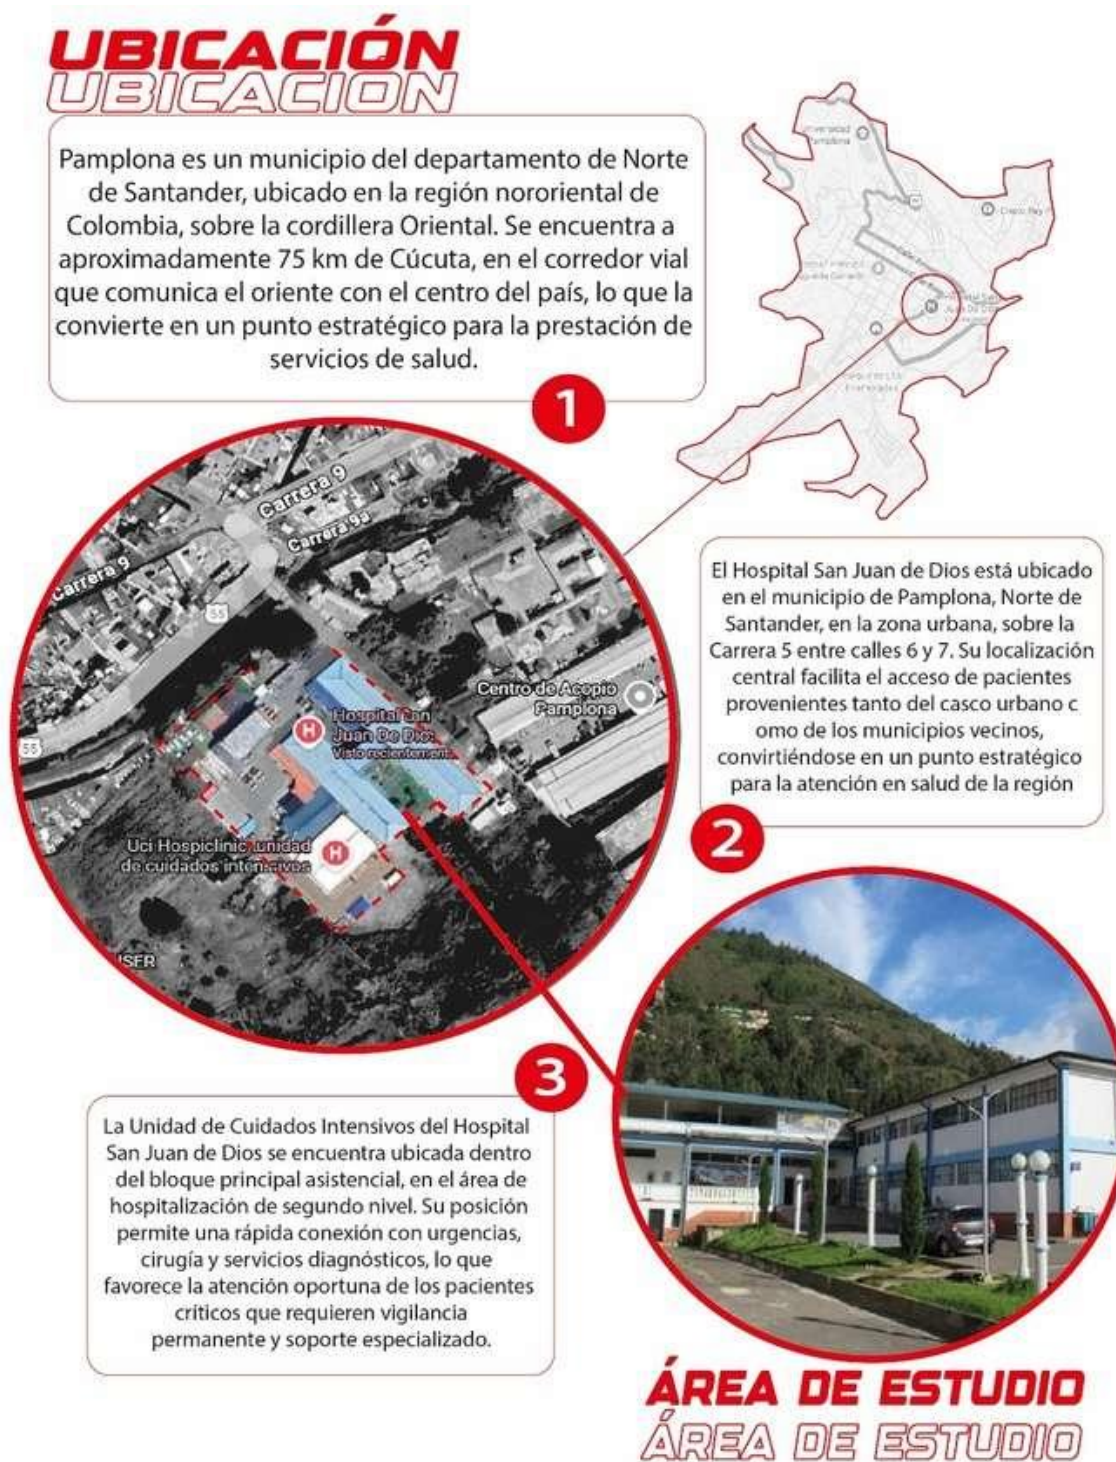 UBICACIÓN
UBICACION
Pamplona es un municipio del departamento de Norte
de Santander, ubicado en la región nororiental de
Colombia, sobre la cordillera Oriental. Se encuentra a
aproximadamente 75 km de Cúcuta, en el corredor vial
que comunica el oriente con el centro del país, lo que la
convierte en un punto estratégico para la prestación de
servicios de salud.
1
Pamplona
H
Carrera 9
Carrera 9a
Carrera 9
55
55
Centro de Acopio
Pamplona
H
Hospital San
Juan De Dios
Visto recientement...
Uci Hospiclinic unidad
de cuidados intensivos
H
El Hospital San Juan de Dios está ubicado
en el municipio de Pamplona, Norte de
Santander, en la zona urbana, sobre la
Carrera 5 entre calles 6 y 7. Su localización
central facilita el acceso de pacientes
provenientes tanto del casco urbano c
omo de los municipios vecinos,
convirtiéndose en un punto estratégico
para la atención en salud de la región
2
3
La Unidad de Cuidados Intensivos del Hospital
San Juan de Dios se encuentra ubicada dentro
del bloque principal asistencial, en el área de
hospitalización de segundo nivel. Su posición
permite una rápida conexión con urgencias,
cirugía y servicios diagnósticos, lo que
favorece la atención oportuna de los pacientes
críticos que requieren vigilancia
permanente y soporte especializado.
ÁREA DE ESTUDIO
ÁREA DE ESTUDIO